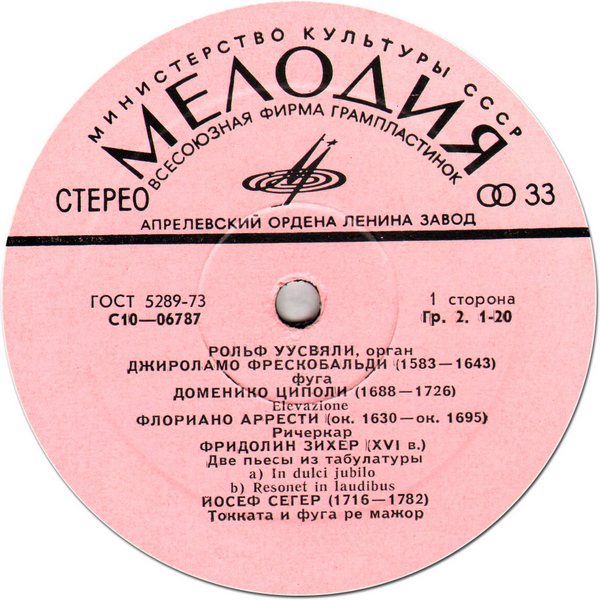 МИНИСТЕРСТВО КУЛЬТУРЫ СССР
МЕЛОДИЯ
ВСЕСОЮЗНАЯ ФИРМА ГРАМПЛАСТИНОК
СТЕРЕО
33
АПРЕЛЕВСКИЙ ОРДЕНА ЛЕНИНА ЗАВОД
ГОСТ 5289-73
С10—06787
1 сторона
Гр. 2. 1-20
РОЛЬФ УУСВЯЛИ, орган
ДЖИРОЛАМО ФРЕСКОБАЛЬДИ (1583—1643)
фуга
ДОМЕНИКО ЦИПОЛИ (1688—1726)
Elevazione
ФЛОРИАНО АРРЕСТИ (ок. 1630—ок. 1695)
Ричеркар
ФРИДОЛИН ЗИХЕР (XVI в.)
Две пьесы из табулатуры
a) In dulci jubilo
b) Resonet in laudibus
ЙОСЕФ СЕГЕР (1716—1782)
Токката и фуга ре мажор